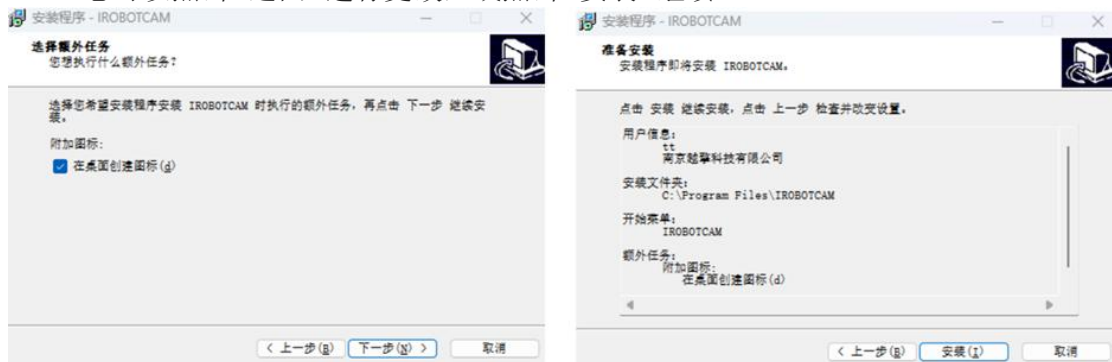 安装程序 - IROBOTCAM
选择额外任务
您想执行什么额外任务?
选择您希望安装程序安装 IROBOTCAM 时执行的额外任务，再点击 下一步 继续安
装。
附加图标:
在桌面创建图标(d)
< 上一步(B)
下一步(N) >
取消
安装程序 - IROBOTCAM
准备安装
安装程序即将安装 IROBOTCAM。
点击 安装 继续安装，点击 上一步 检查并改变设置。
用户信息:
tt
南京越擎科技有限公司
安装文件夹:
C:\Program Files\IROBOTCAM
开始菜单:
IROBOTCAM
额外任务:
附加图标:
在桌面创建图标(d)
< 上一步(B)
安装(I)
取消